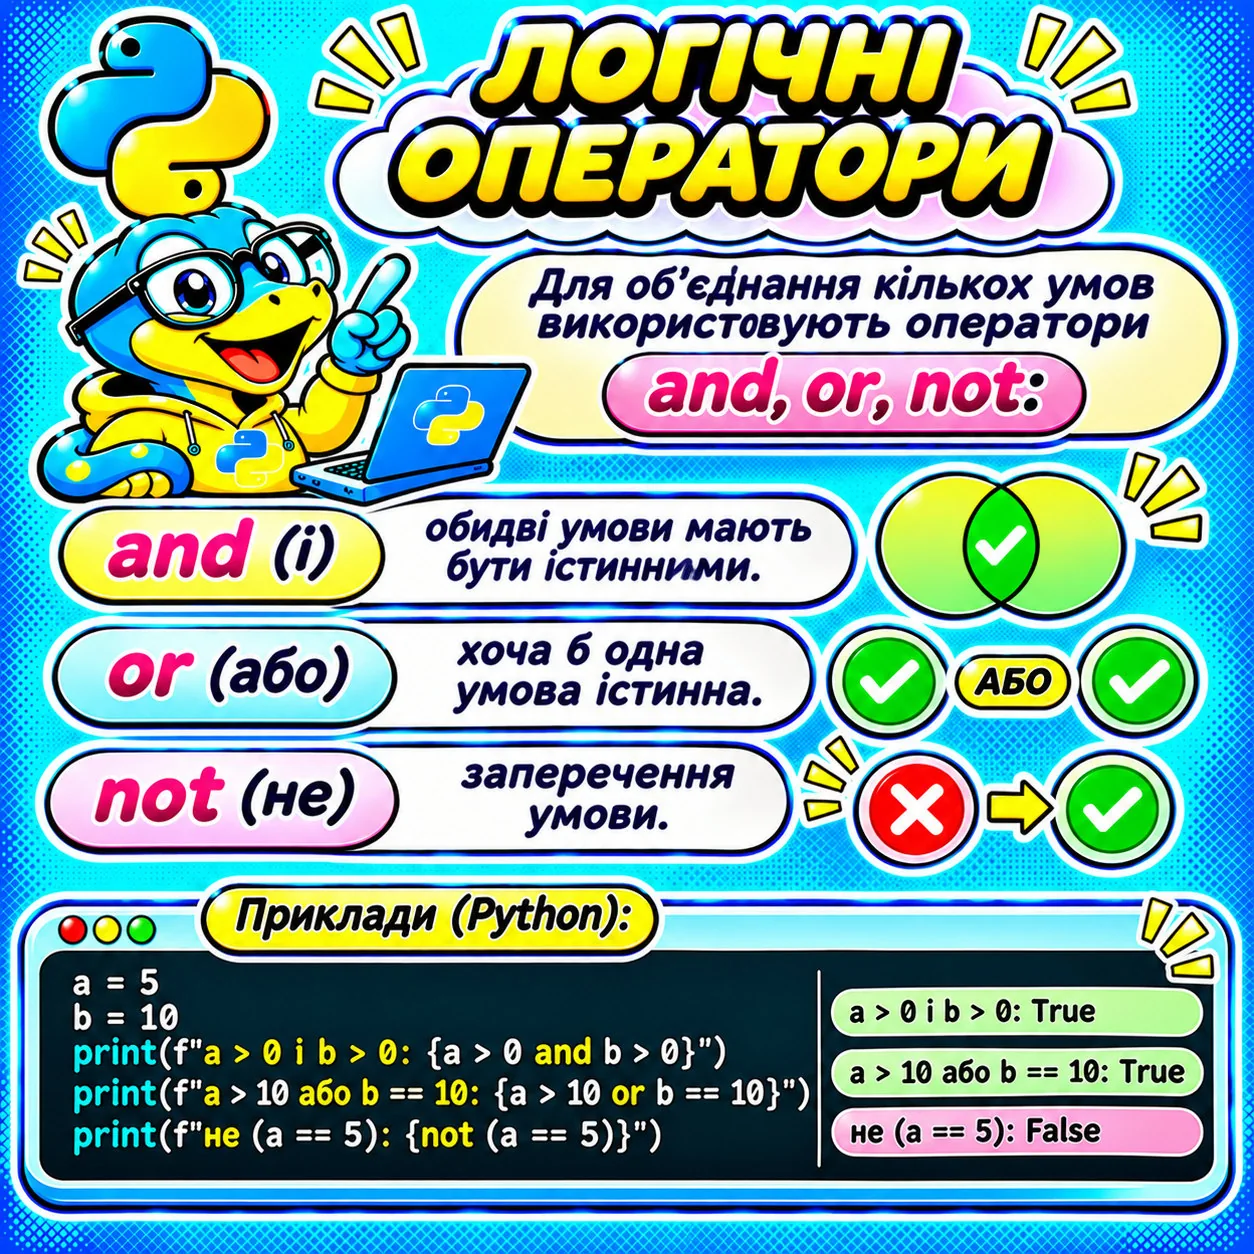 ЛОГІЧНІ
ОПЕРАТОРИ
Для об'єднання кількох умов
використовують оператори
and, or, not:
and (і)
обидві умови мають
бути істинними.
or (або)
хоча б одна
умова істинна.
АБО
not (не)
заперечення
умови.
Приклади (Python):
a = 5
b = 10
print(f"a > 0 і b > 0: {a > 0 and b > 0}")
print(f"a > 10 або b == 10: {a > 10 or b == 10}")
print(f"не (a == 5): {not (a == 5)}")
a > 0 і b > 0: True
a > 10 або b == 10: True
не (a == 5): False